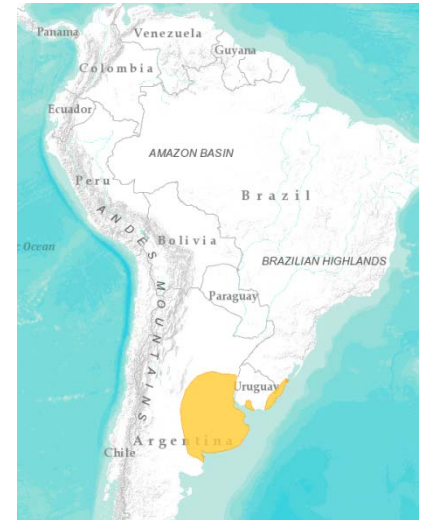 Panama
Venezuela
Guyana
Colombia
Ecuador
AMAZON BASIN
Peru
Brazil
ANDES MOUNTAINS
Ocean
Bolivia
BRAZILIAN HIGHLANDS
Paraguay
Uruguay
Argentina
Chile